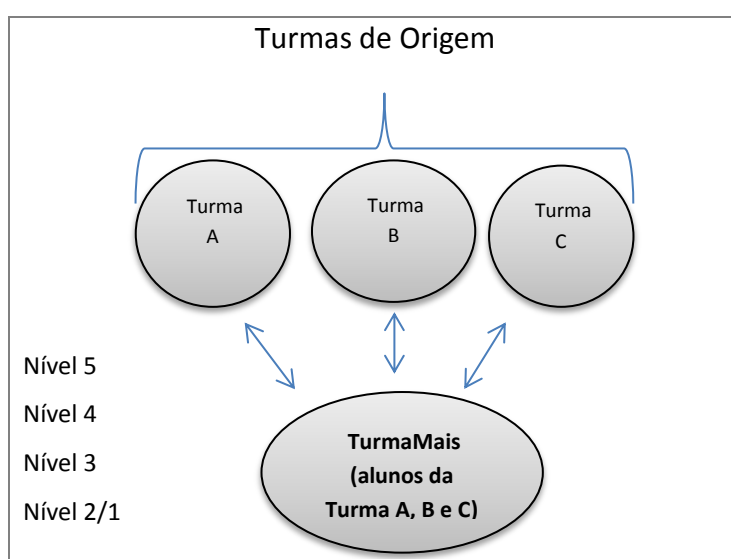 Turmas de Origem
Turma
A
Turma
B
Turma
C
Nível 5
Nível 4
Nível 3
Nível 2/1
TurmaMais
(alunos da
Turma A, B e C)